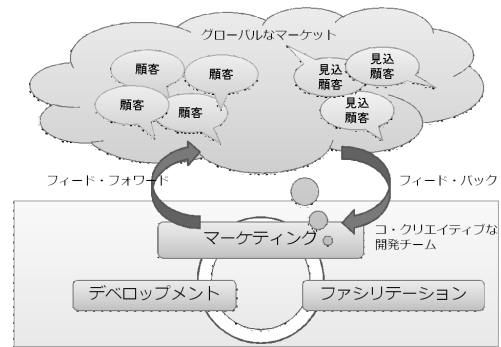 グローバルなマーケット
顧客
顧客
顧客
顧客
見込
顧客
見込
顧客
見込
顧客
フィード・フォワード
フィード・バック
マーケティング
コ・クリエイティブな
開発チーム
デベロップメント
ファシリテーション